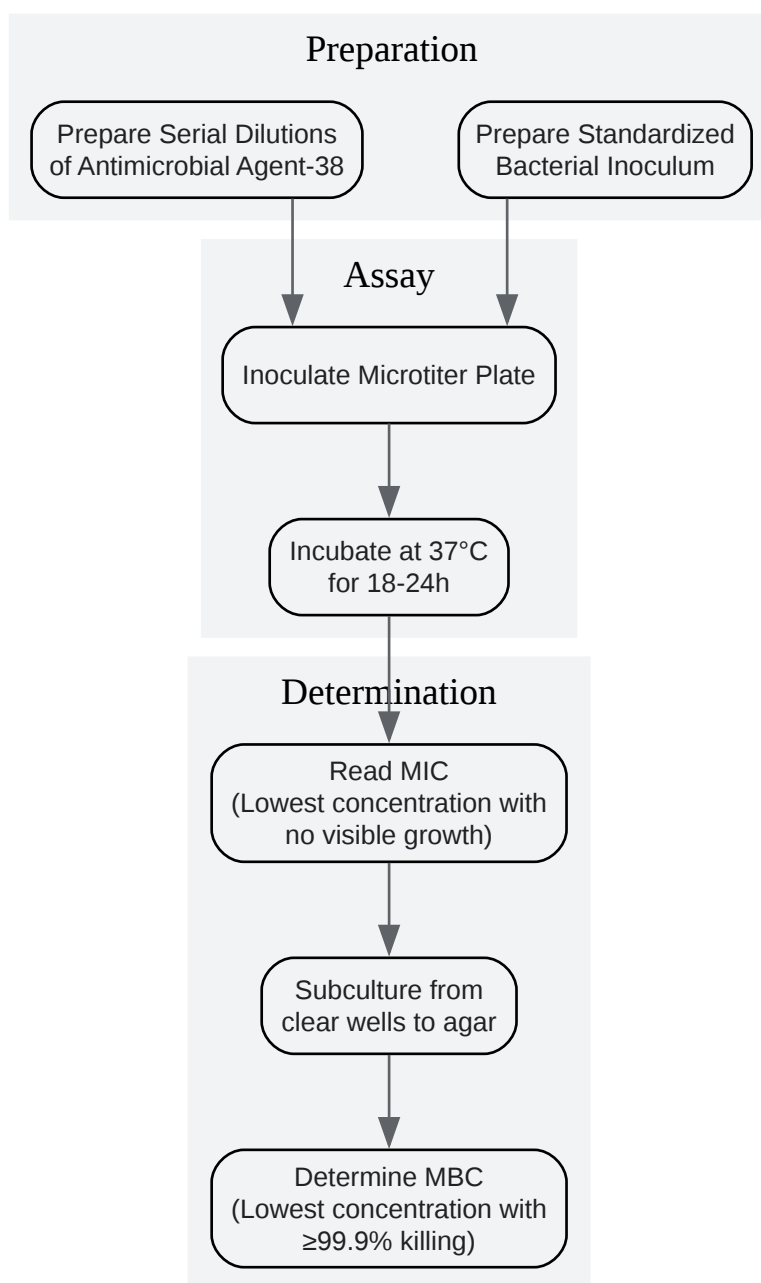 Preparation
Prepare Serial Dilutions
of Antimicrobial Agent-38
Prepare Standardized
Bacterial Inoculum
Assay
Inoculate Microtiter Plate
Incubate at 37°C
for 18-24h
Determination
Read MIC
(Lowest concentration with
no visible growth)
Subculture from
clear wells to agar
Determine MBC
(Lowest concentration with
≥99.9% killing)